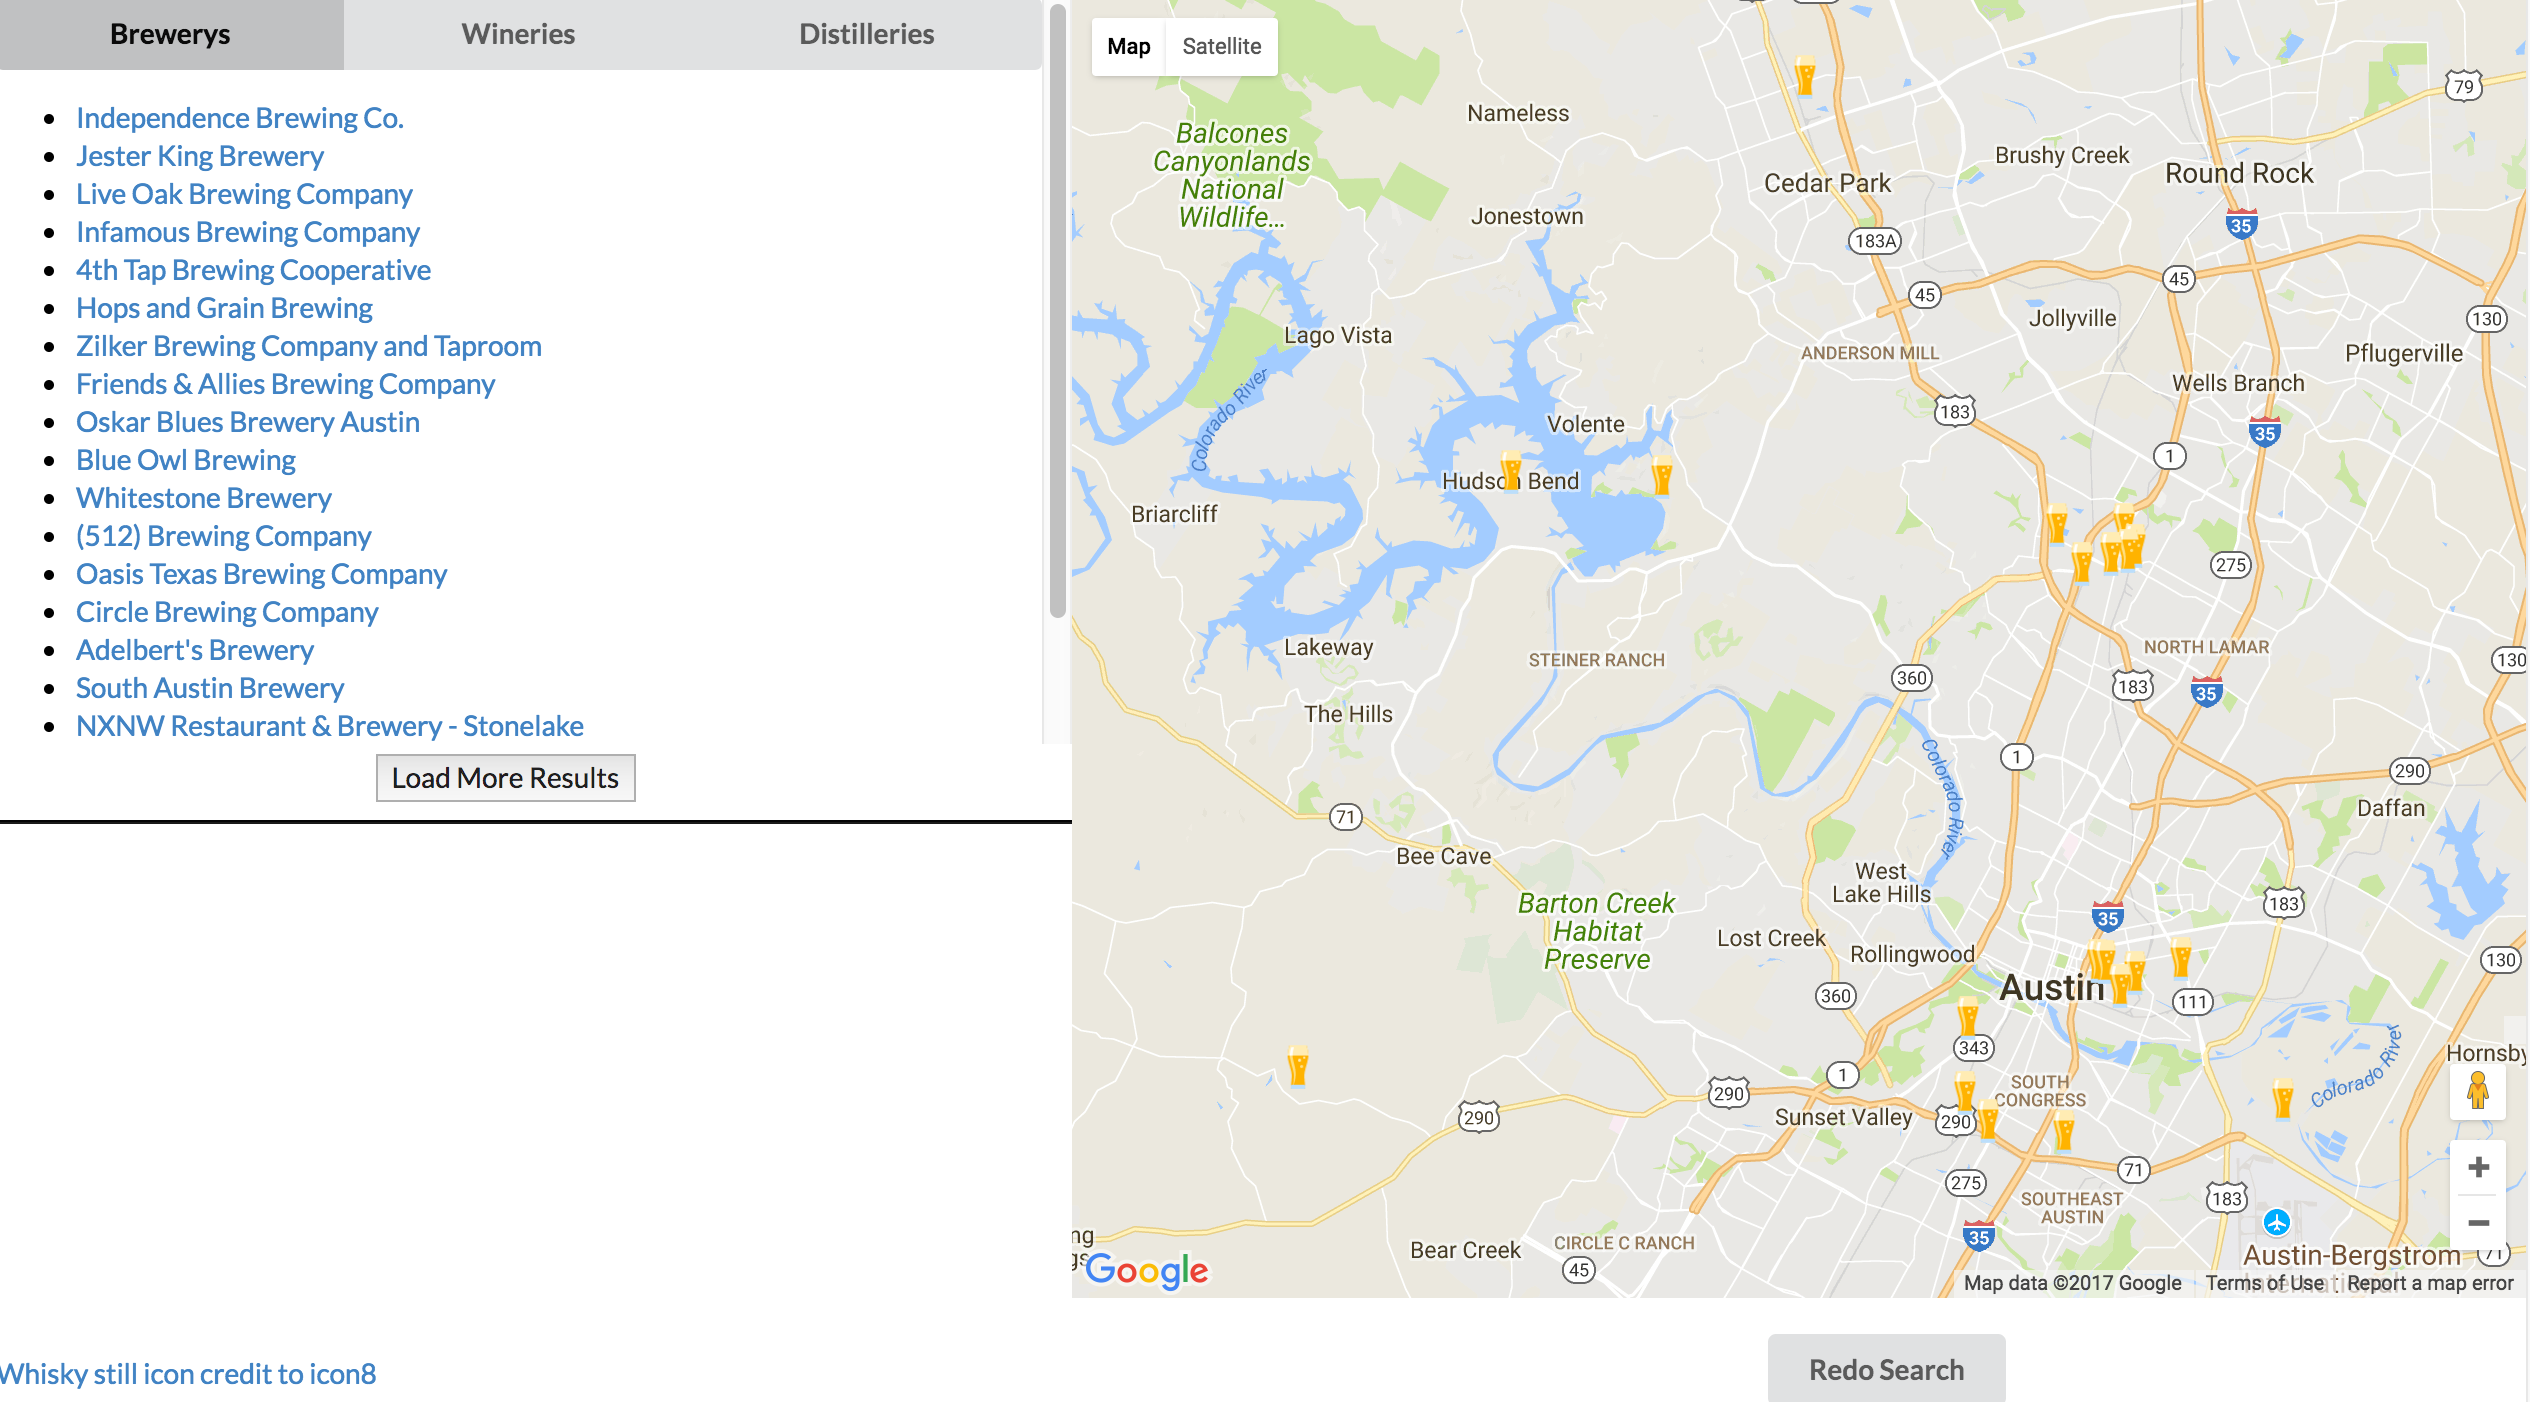 Brewerys
Wineries
Distilleries
Independence Brewing Co.
Jester King Brewery
Live Oak Brewing Company
Infamous Brewing Company
4th Tap Brewing Cooperative
Hops and Grain Brewing
Zilker Brewing Company and Taproom
Friends & Allies Brewing Company
Oskar Blues Brewery Austin
Blue Owl Brewing
Whitestone Brewery
(512) Brewing Company
Oasis Texas Brewing Company
Circle Brewing Company
Adelbert's Brewery
South Austin Brewery
NXNW Restaurant & Brewery - Stonelake
Load More Results
Whisky still icon credit to icon8
Map
Satellite
79
Nameless
Balcones
Canyonlands
National
Wildlife...
Brushy Creek
Round Rock
Cedar Park
Jonestown
35
183A
45
45
Jollyville
130
Lago Vista
ANDERSON MILL
Pflugerville
Wells Branch
Colorado River
183
Volente
35
1
Hudson Bend
Briarcliff
275
Lakeway
STEINER RANCH
NORTH LAMAR
130
360
183
35
The Hills
1
Colorado River
290
71
Daffan
Bee Cave
West
Lake Hills
Barton Creek
Habitat
Preserve
183
35
Lost Creek
Rollingwood
130
Austin
360
111
343
Colorado River
Hornsby
1
SOUTH
CONGRESS
290
290
Sunset Valley
290
71
275
183
SOUTHEAST
AUSTIN
ng
gs
Bear Creek
CIRCLE C RANCH
35
45
Austin-Bergstrom
International
71
Google
Map data ©2017 Google
Terms of Use
Report a map error
Redo Search